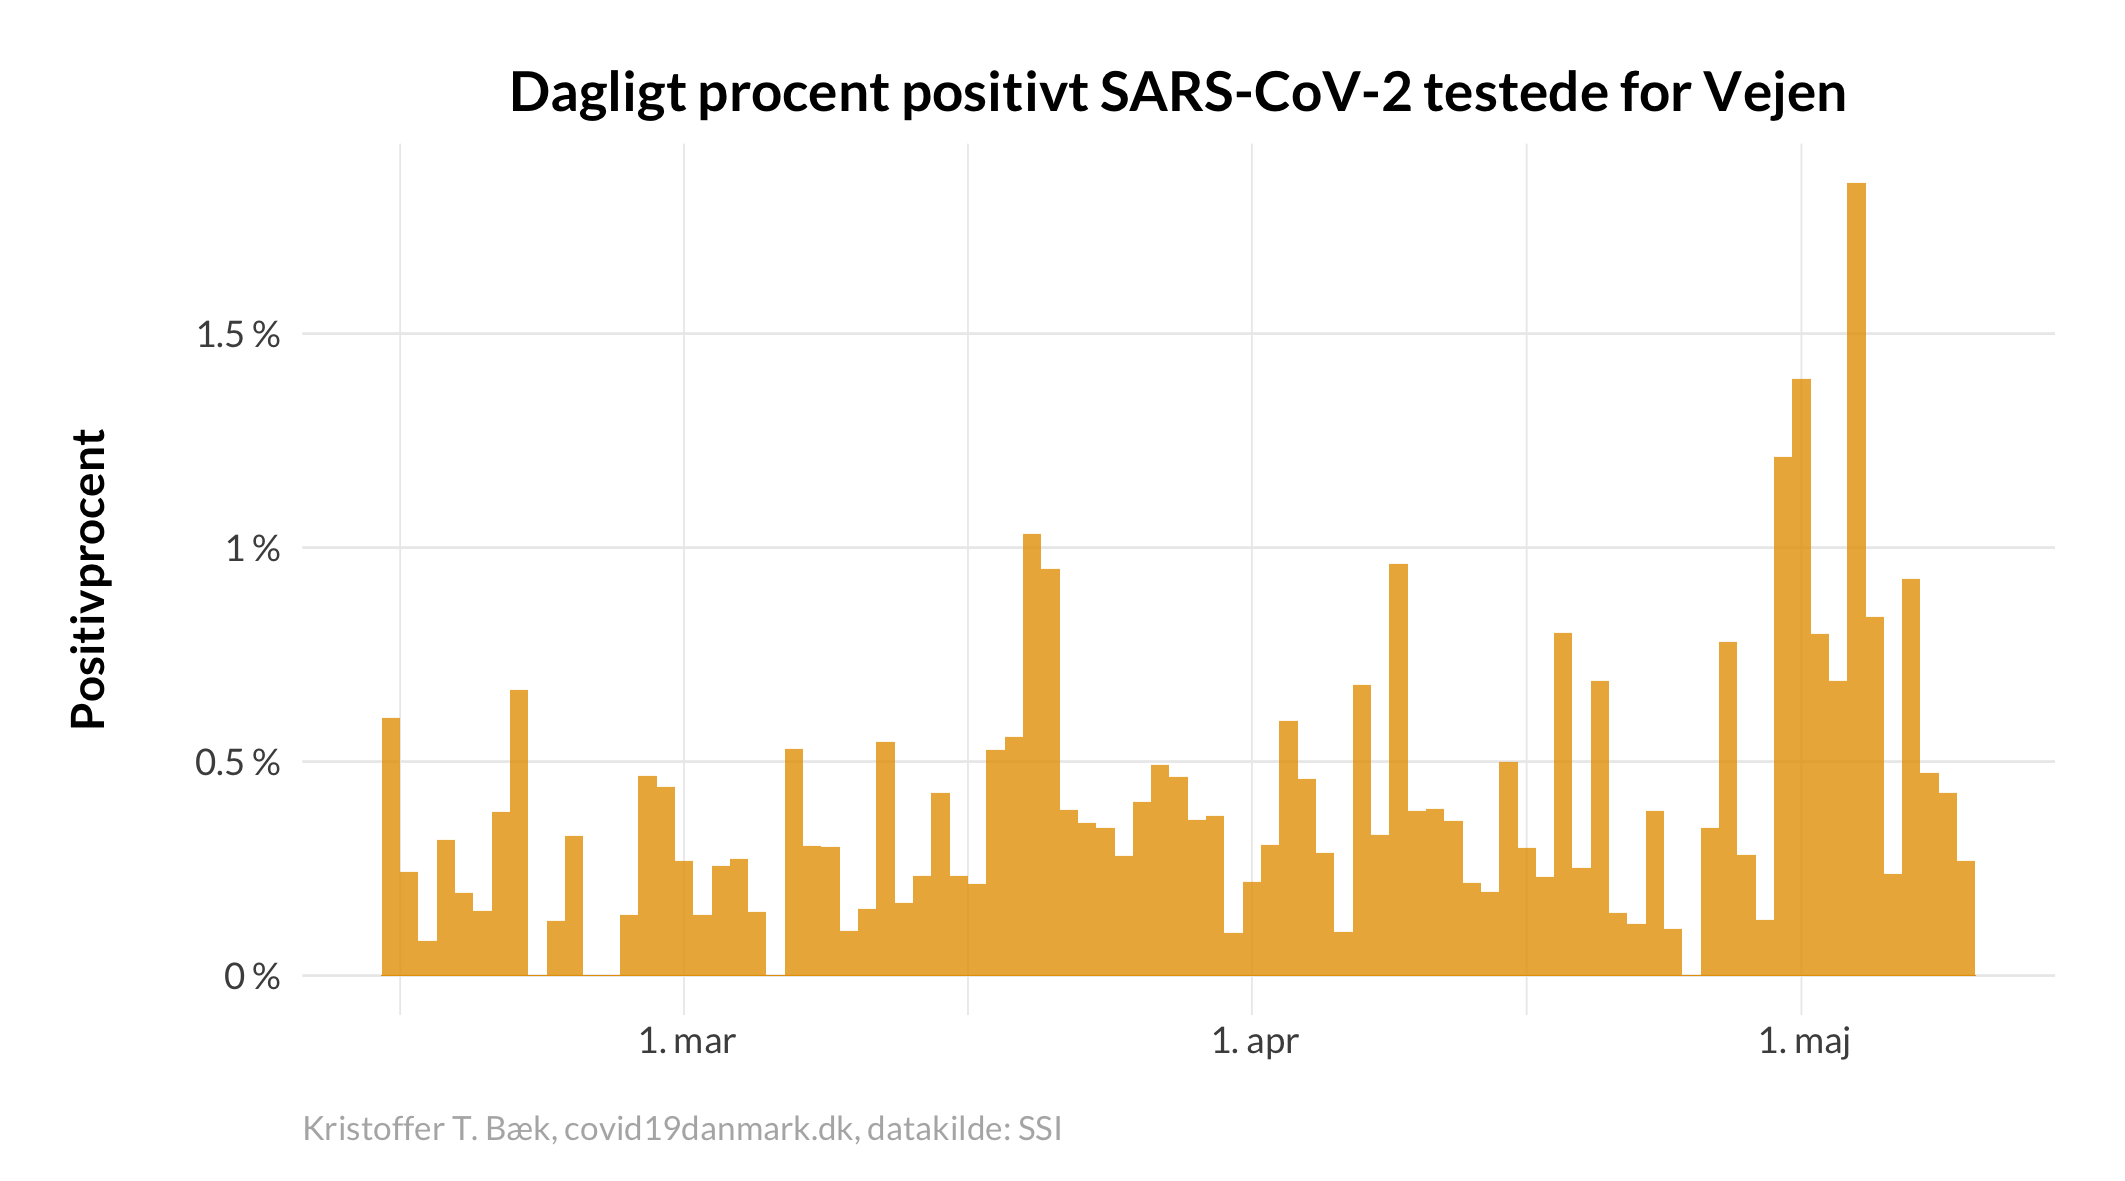 Dagligt procent positivt SARS-CoV-2 testede for Vejen
Positivprocent
1.5 %
1 %
0.5 %
0 %
1. mar
1. apr
1. maj
Kristoffer T. Bæk, covid19danmark.dk, datakilde: SSI